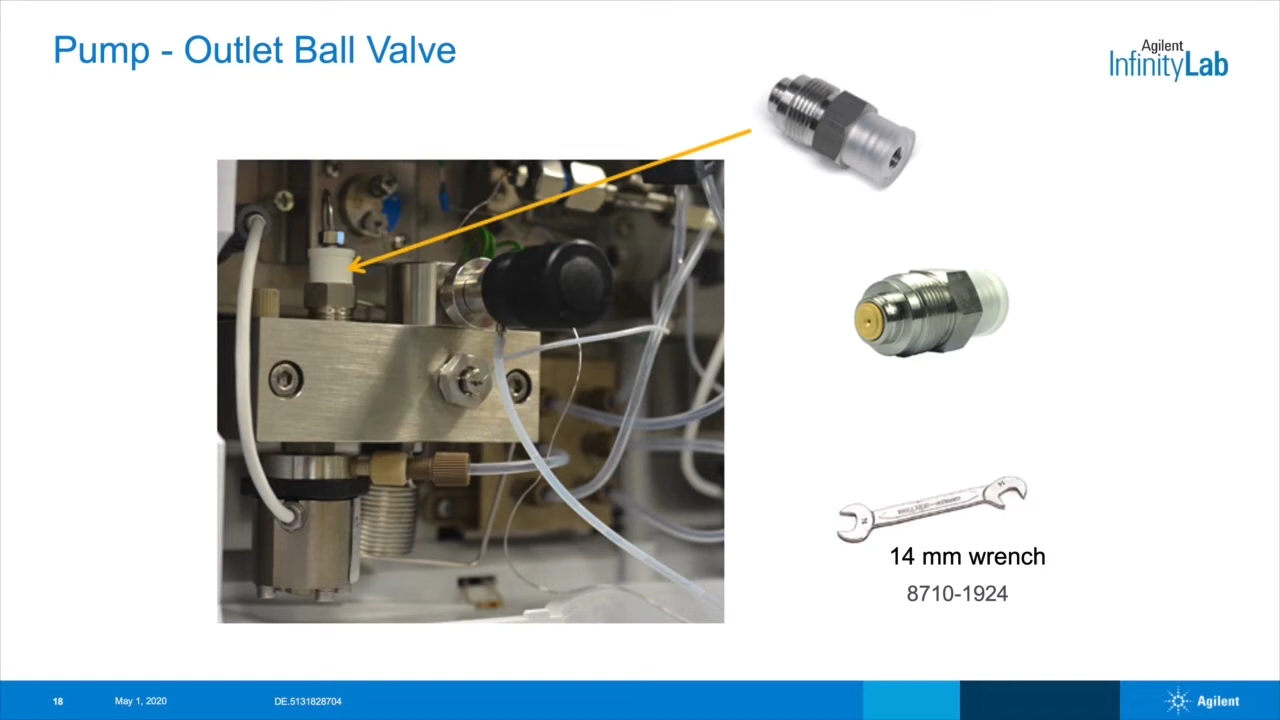 Pump - Outlet Ball Valve
Agilent
InfinityLab
14 mm wrench
8710-1924
18
May 1, 2020
DE.5131828704
Agilent